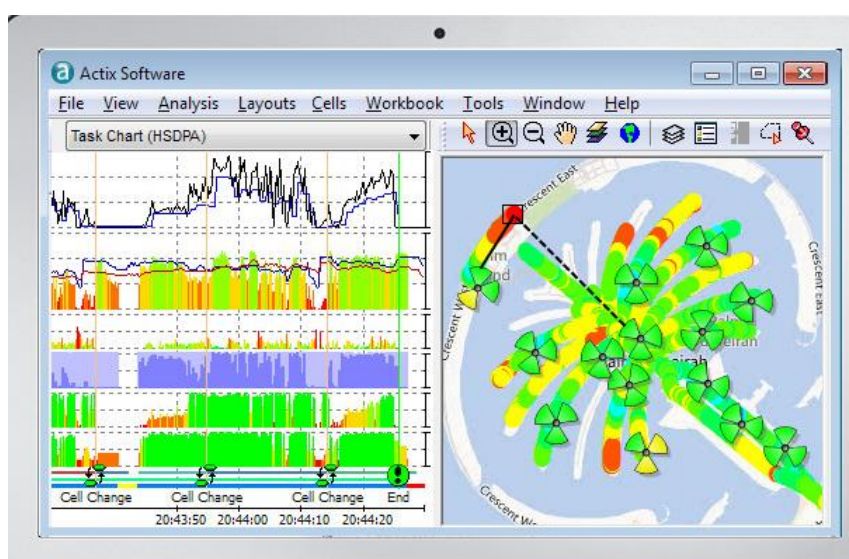 Actix Software
File View Analysis Layouts Cells Workbook Tools Window Help
Task Chart (HSDPA)
Cell Change Cell Change Cell Change End
20:43:50 20:44:00 20:44:10 20:44:20
Crescent East
Crescent East
Crescent W
Crescent W